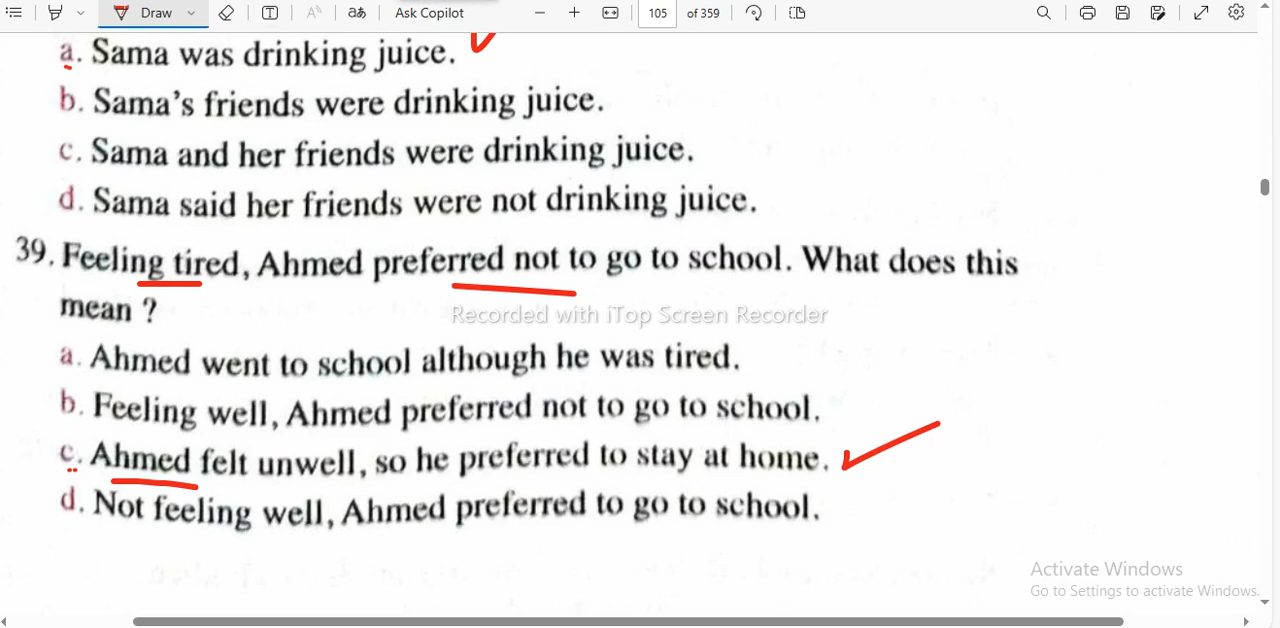 Draw aあ Ask Copilot 105 of 359
a. Sama was drinking juice.
b. Sama's friends were drinking juice.
c. Sama and her friends were drinking juice.
d. Sama said her friends were not drinking juice.
39. Feeling tired, Ahmed preferred not to go to school. What does this
mean ?
Recorded with iTop Screen Recorder
a. Ahmed went to school although he was tired.
b. Feeling well, Ahmed preferred not to go to school.
c. Ahmed felt unwell, so he preferred to stay at home.
d. Not feeling well, Ahmed preferred to go to school.
Activate Windows
Go to Settings to activate Windows.